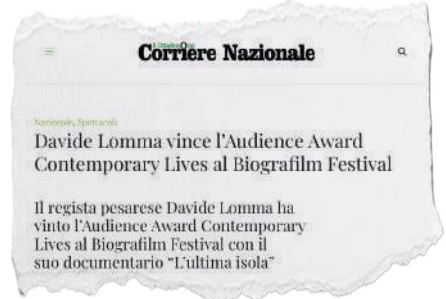 Corriere Nazionale
Nazionale, Spettacoli
Davide Lomma vince l'Audience Award
Contemporary Lives al Biografilm Festival
Il regista pesarese Davide Lomma ha
vinto l'Audience Award Contemporary
Lives al Biografilm Festival con il
suo documentario “L'ultima isola”